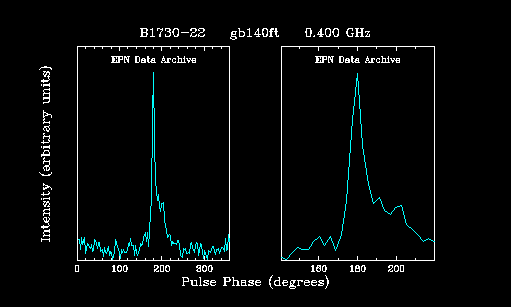 B1730-22 gb140ft 0.400 GHz
EPN Data Archive EPN Data Archive
Intensity (arbitrary units)
0 100 200 300 160 180 200
Pulse Phase (degrees)